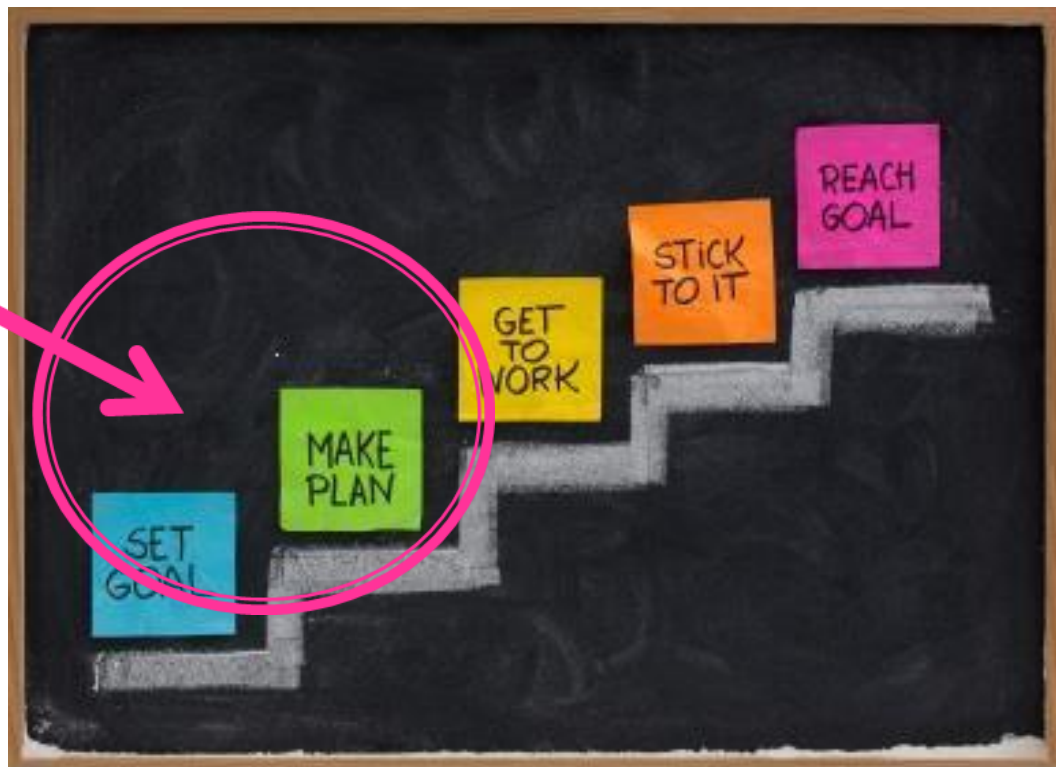 SET
GOAL
MAKE
PLAN
GET
TO
WORK
STICK
TO IT
REACH
GOAL